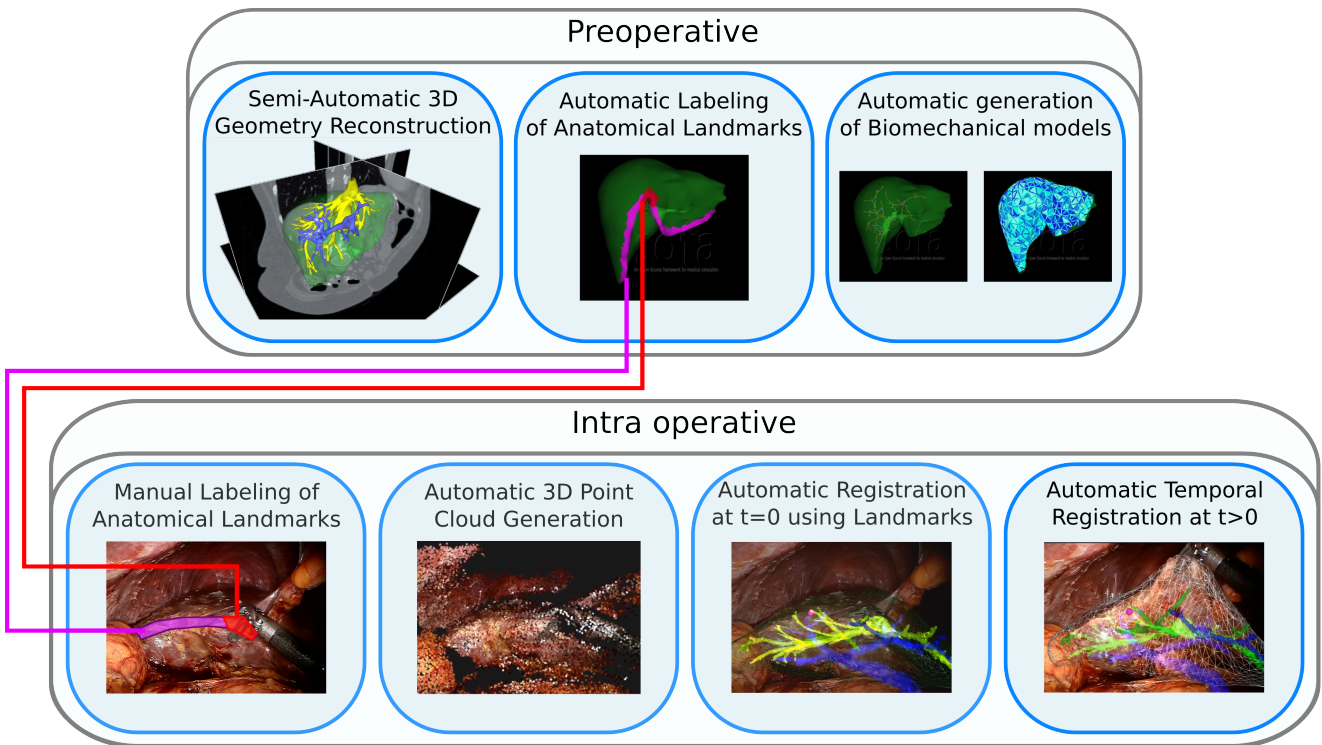 Preoperative
Semi-Automatic 3D
Geometry Reconstruction
Automatic Labeling
of Anatomical Landmarks
Automatic generation
of Biomechanical models
Intra operative
Manual Labeling of
Anatomical Landmarks
Automatic 3D Point
Cloud Generation
Automatic Registration
at t=0 using Landmarks
Automatic Temporal
Registration at t>0